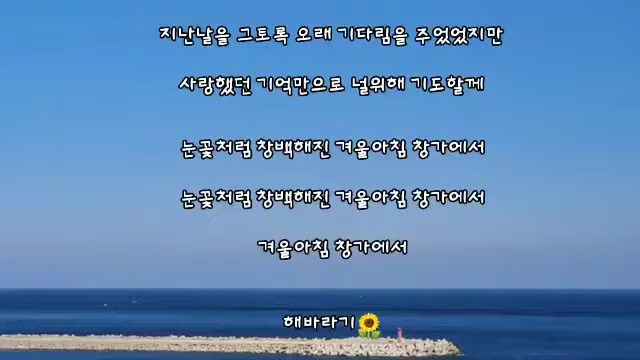 지난날을 그토록 오래 기다림을 주었었지만
사랑했던 기억만으로 널위해 기도할께
눈꽃처럼 창백해진 겨울아침 창가에서
눈꽃처럼 창백해진 겨울아침 창가에서
겨울아침 창가에서
해바라기🌻